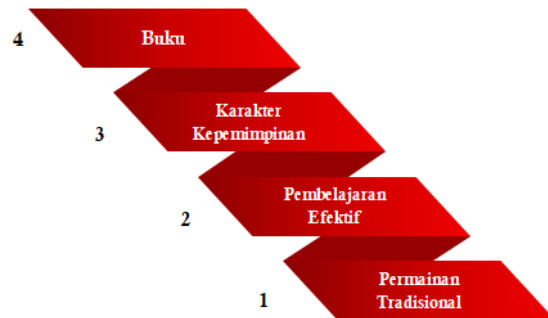 4 Buku
3 Karakter
Kepemimpinan
2 Pembelajaran
Efektif
1 Permainan
Tradisional